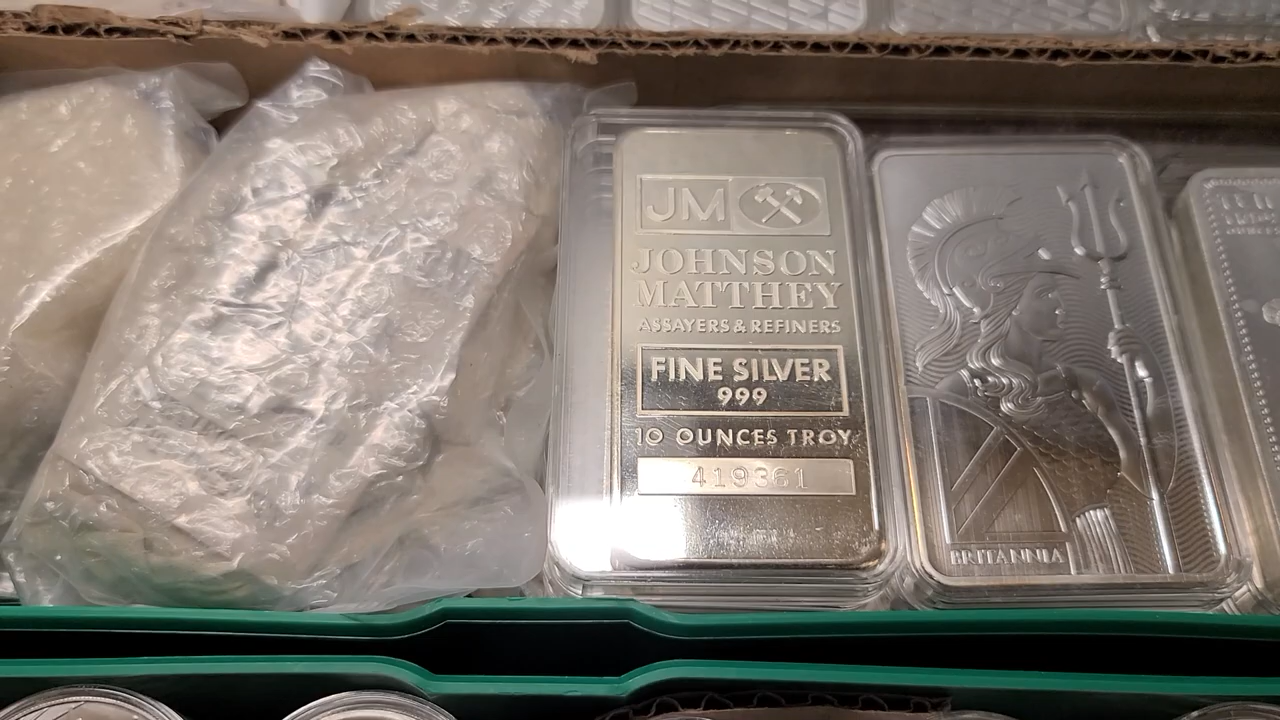 JM
JOHNSON
MATTHEY
ASSAYERS & REFINERS
FINE SILVER
999
10 OUNCES TROY
419361
BRITANNIA